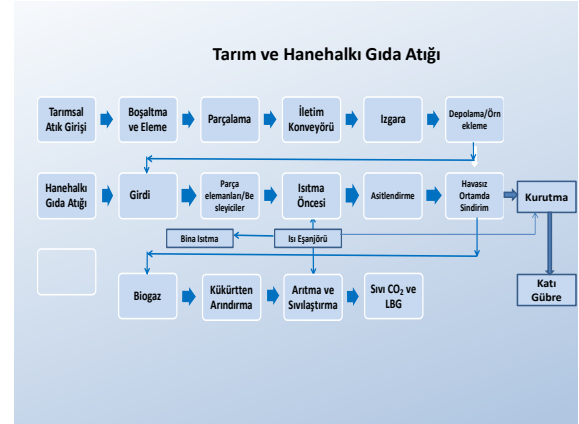 Tarım ve Hanehalkı Gıda Atığı
Tarımsal
Atık Girişi
Boşaltma
ve Eleme
Parçalama
İletim
Konveyörü
Izgara
Depolama/Örn
ekleme
Hanehalkı
Gıda Atığı
Girdi
Parça
elemanları/Be
sleyiciler
Isıtma
Öncesi
Asitlendirme
Havasız
Ortamda
Sindirim
Kurutma
Bina Isıtma
Isı Eşanjörü
Biogaz
Kükürtten
Arındırma
Arıtma ve
Sıvılaştırma
Sıvı CO₂ ve
LBG
Katı
Gübre